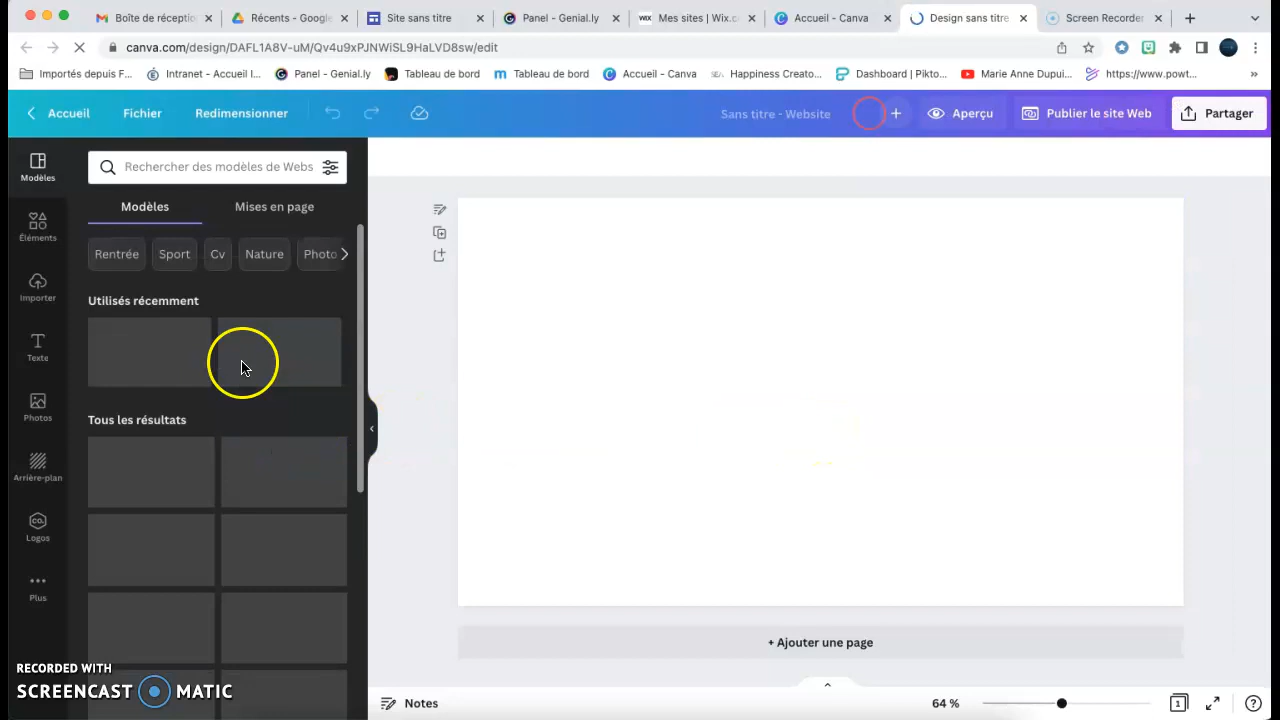 Boîte de réceptio
Récents - Google
Site sans titre
Panel - Genial.ly
Mes sites | Wix.c
Accueil - Canva
Design sans titre
Screen Recorder
canva.com/design/DAFL1A8V-uM/Qv4u9xPJNWiSL9HaLVD8sw/edit
Importés depuis F...
Intranet - Accueil I...
Panel - Genial.ly
Tableau de bord
Tableau de bord
Accueil - Canva
Happiness Creato...
Dashboard | Pikto...
Marie Anne Dupui...
https://www.powt...
»
Accueil
Fichier
Redimensionner
Sans titre - Website
Aperçu
Publier le site Web
Partager
Modèles
Éléments
Importer
Texte
Photos
Arrière-plan
Logos
Plus
Rechercher des modèles de Webs
Modèles
Mises en page
Rentrée
Sport
Cv
Nature
Photo
Utilisés récemment
Tous les résultats
+ Ajouter une page
RECORDED WITH
SCREENCAST MATIC
Notes
64 %
1